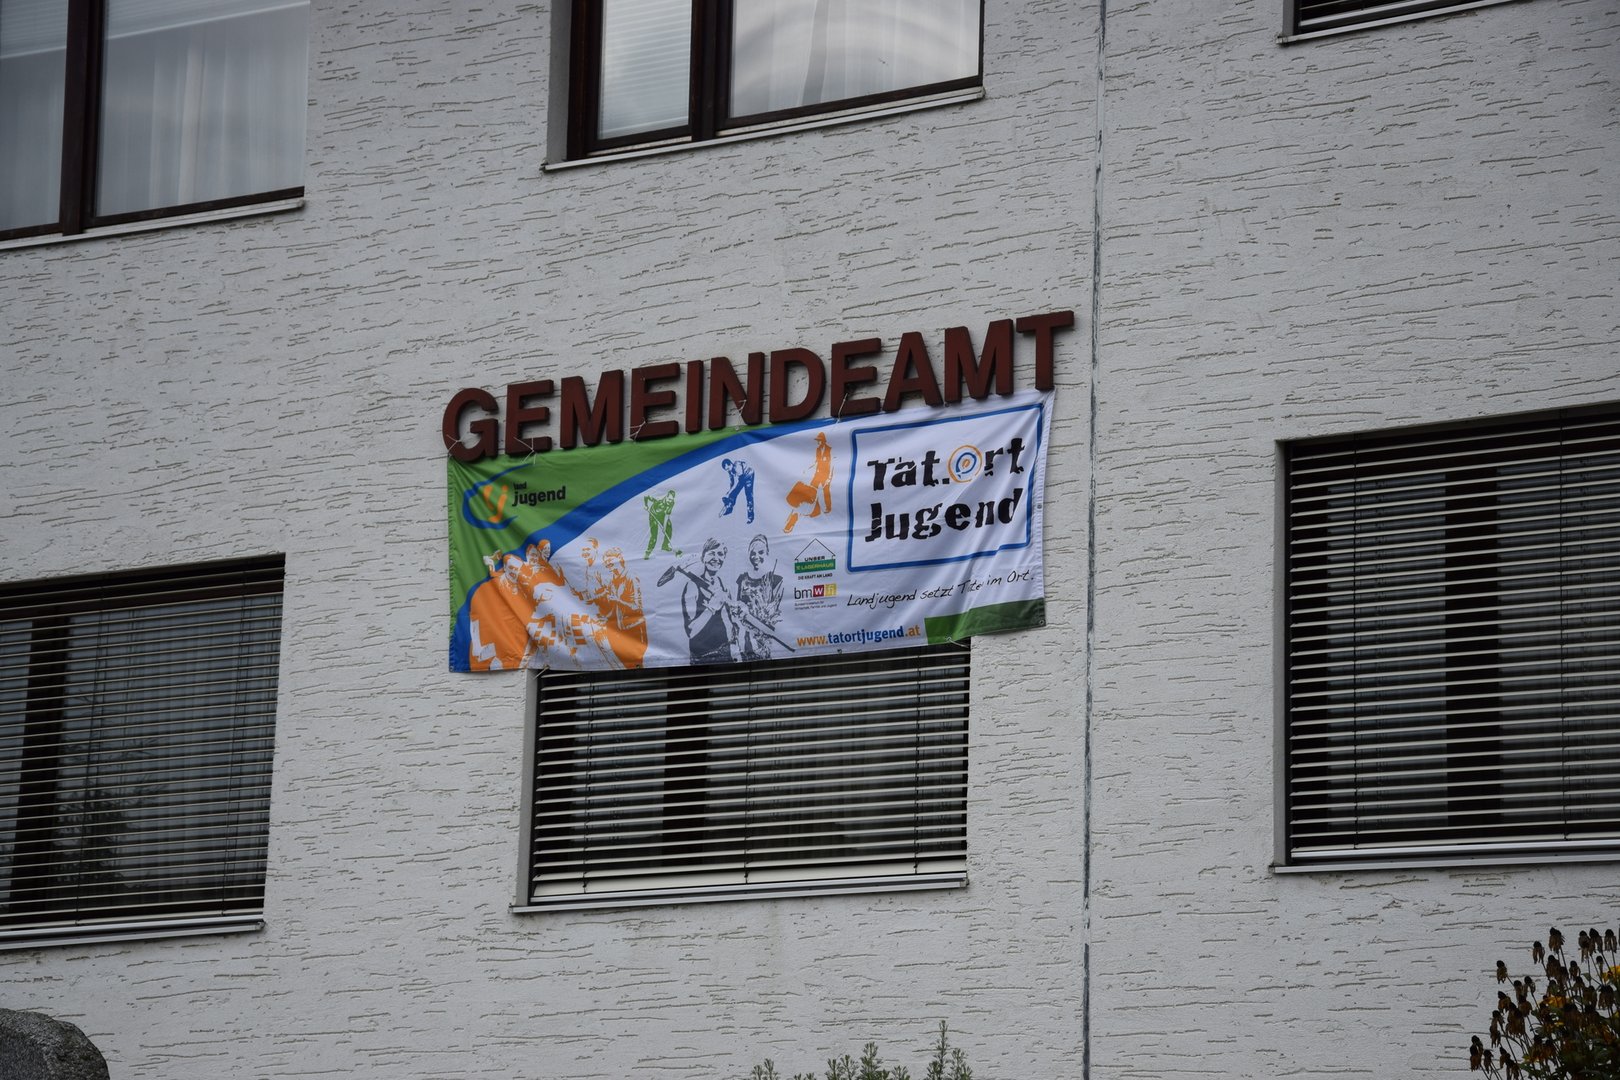 GEMEINDEAMT
land
jugend
Tat.Ort
Jugend
UNSER
LAGERHAUS
DIE KRAFT AM LAND
bmwfj
Landjugend setzt Taten im Ort.
www.tatortjugend.at